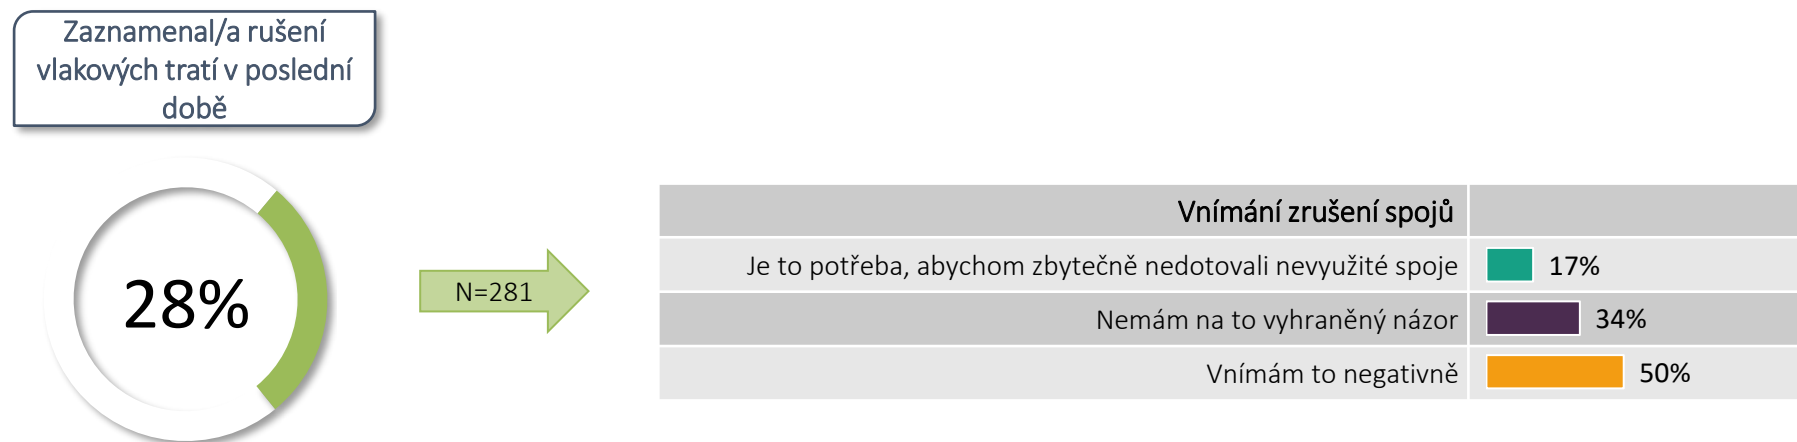 Zaznamenal/a rušení
vlakových tratí v poslední
době
28%
N=281
Vnímání zrušení spojů
Je to potřeba, abychom zbytečně nedotovali nevyužité spoje 17%
Nemám na to vyhraněný názor 34%
Vnímám to negativně 50%